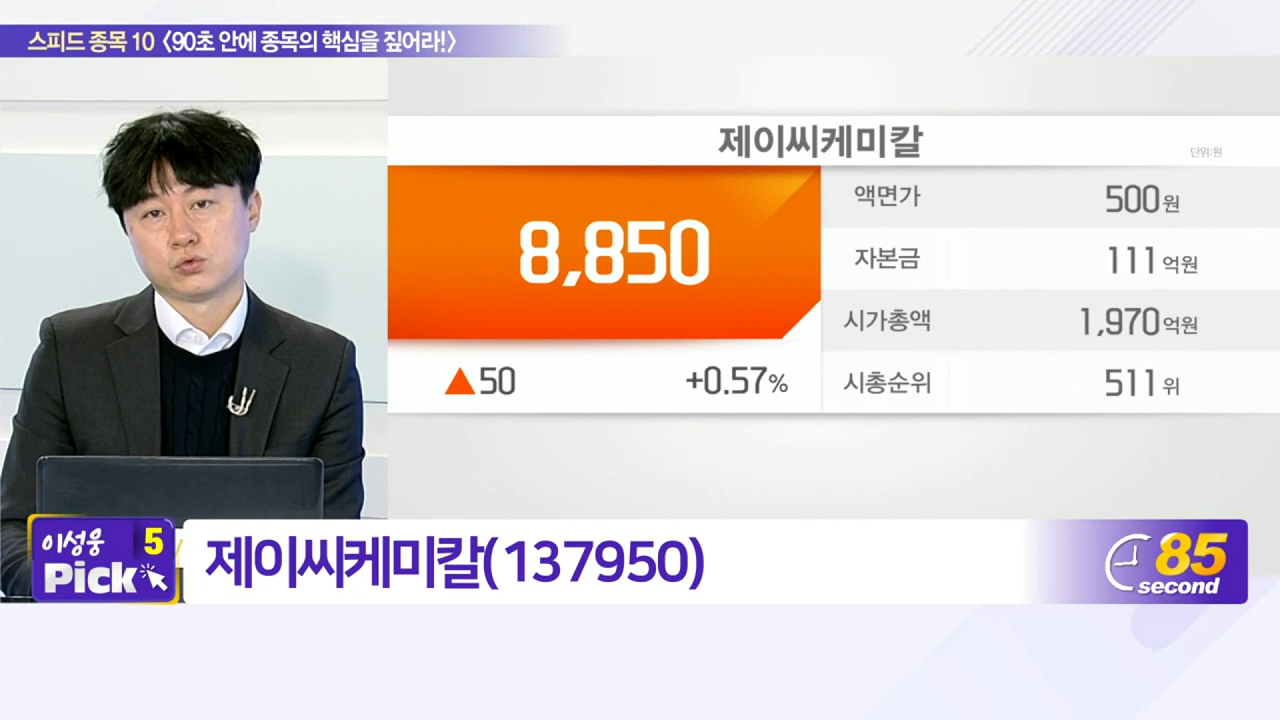 스피드 종목 10 〈90초 안에 종목의 핵심을 짚어라!〉
제이씨케미칼
단위:원
8,850
▲50 +0.57%
액면가 500원
자본금 111억원
시가총액 1,970억원
시총순위 511위
이성웅 5
Pick
제이씨케미칼(137950)
85
second